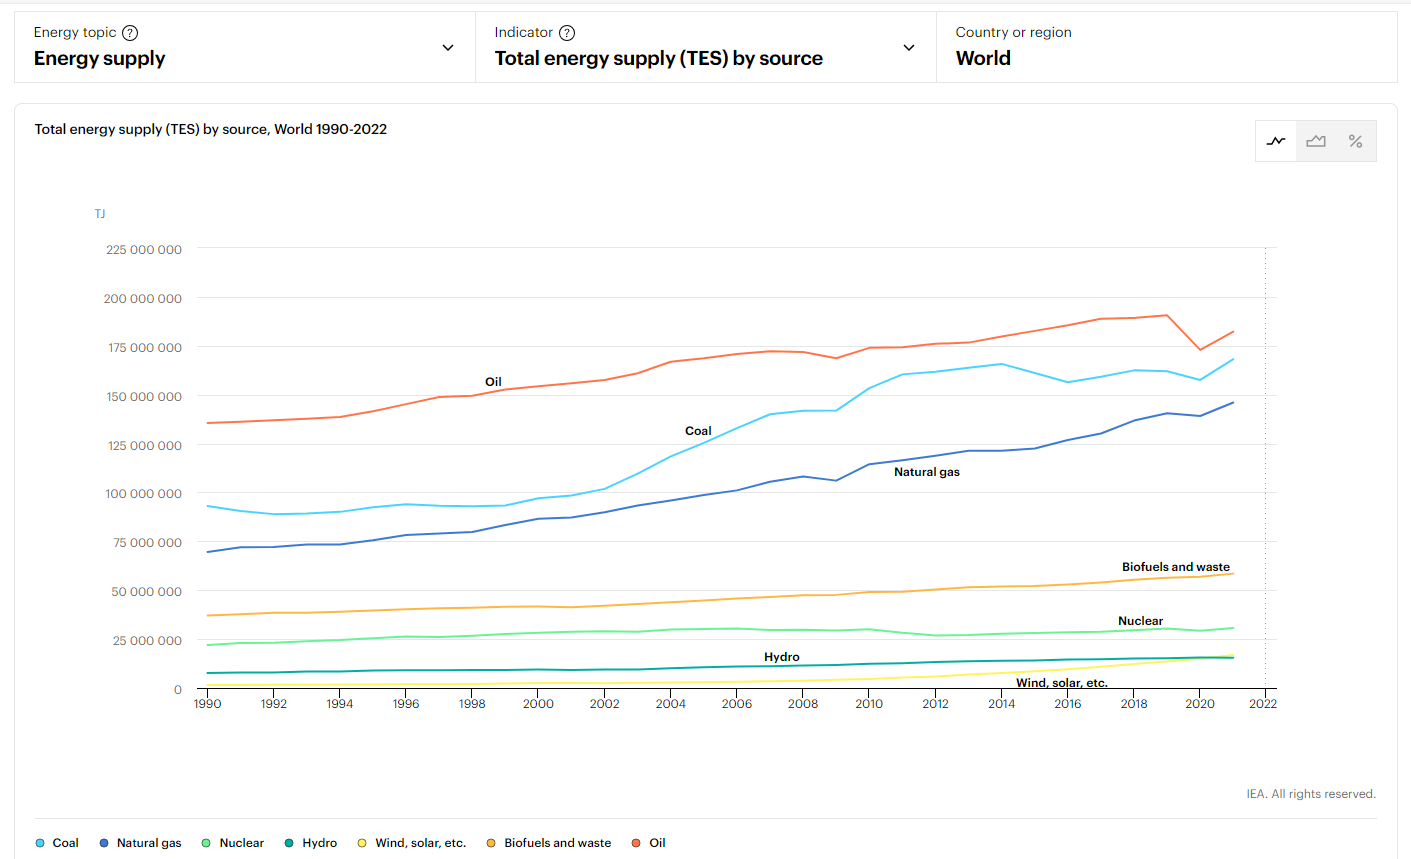 Energy topic ?
Energy supply
Indicator ?
Total energy supply (TES) by source
Country or region
World
Total energy supply (TES) by source, World 1990-2022
%
TJ
225 000 000
200 000 000
175 000 000
150 000 000
125 000 000
100 000 000
75 000 000
50 000 000
25 000 000
0
Oil
Coal
Natural gas
Biofuels and waste
Nuclear
Hydro
Wind, solar, etc.
1990 1992 1994 1996 1998 2000 2002 2004 2006 2008 2010 2012 2014 2016 2018 2020 2022
IEA. All rights reserved.
Coal Natural gas Nuclear Hydro Wind, solar, etc. Biofuels and waste Oil